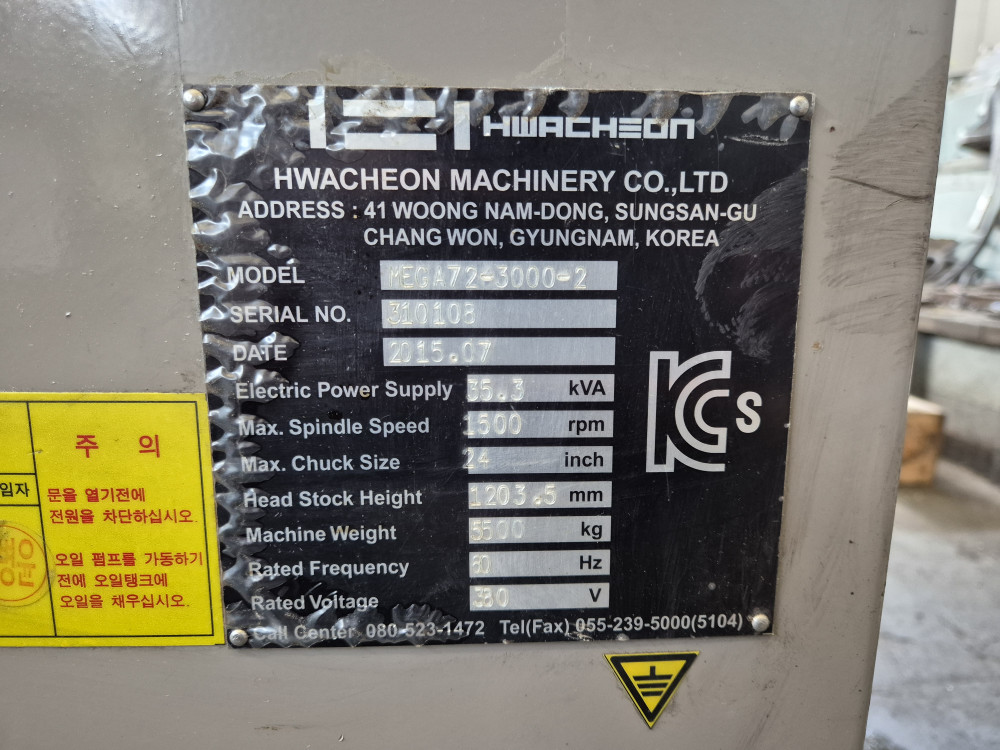 HWACHEON
HWACHEON MACHINERY CO.,LTD
ADDRESS : 41 WOONG NAM-DONG, SUNGSAN-GU
CHANG WON, GYUNGNAM, KOREA
MODEL MEGA72-3000-2
SERIAL NO. 310108
DATE 2015.07
Electric Power Supply 35.3 kVA
Max. Spindle Speed 1500 rpm
Max. Chuck Size 24 inch
Head Stock Height 1203.5 mm
Machine Weight 5500 kg
Rated Frequency 60 Hz
Rated Voltage 380 V
Call Center 080-523-1472 Tel(Fax) 055-239-5000(5104)
KCs
주 의
임자
문을 열기전에
전원을 차단하십시오.
오일 펌프를 가동하기
전에 오일탱크에
오일을 채우십시오.